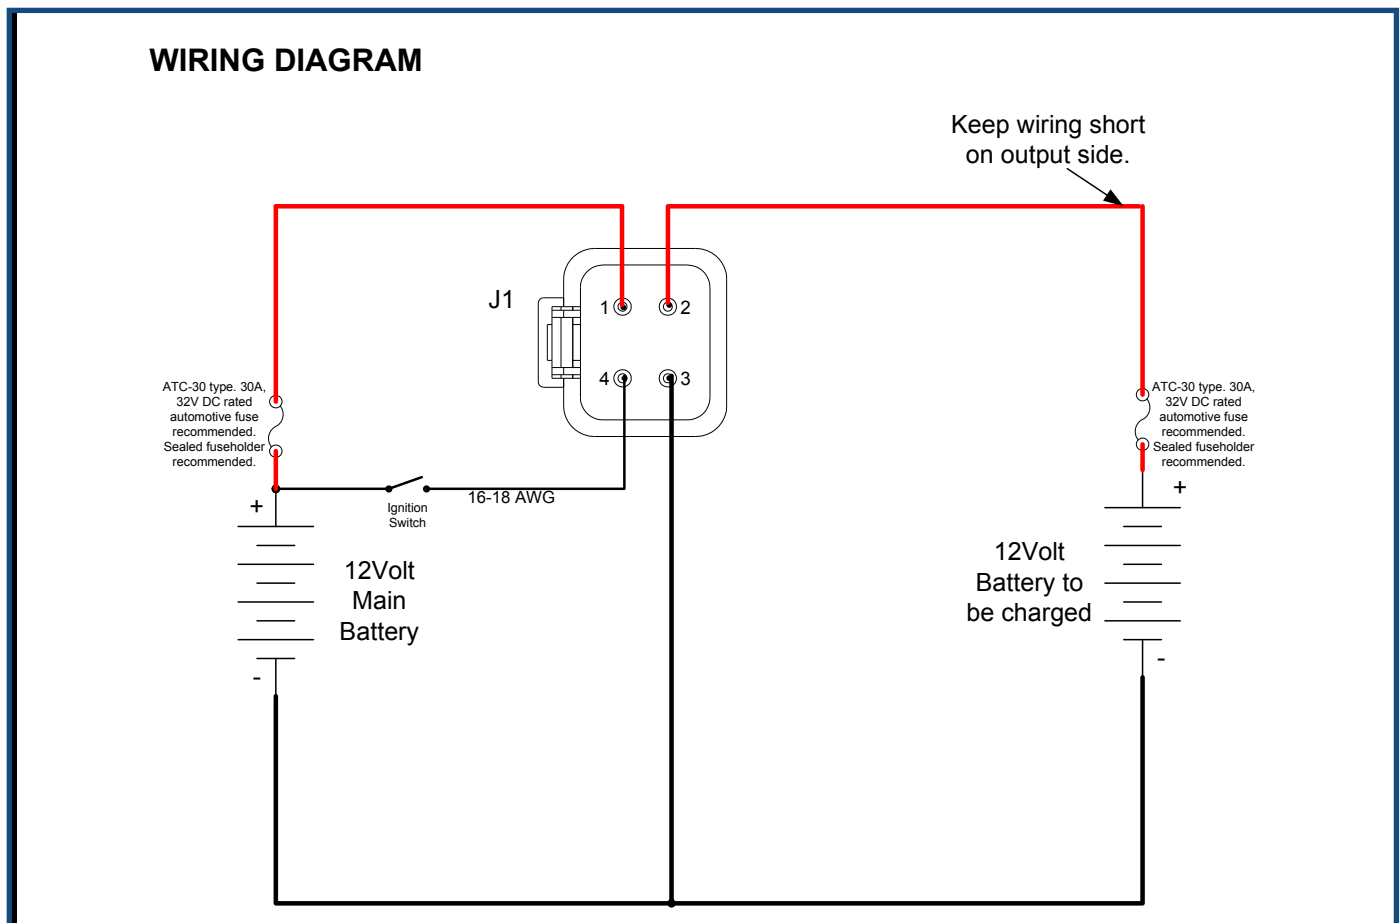 WIRING DIAGRAM
Keep wiring short
on output side.
J1
1
2
4
3
ATC-30 type. 30A,
32V DC rated
automotive fuse
recommended.
Sealed fuseholder
recommended.
ATC-30 type. 30A,
32V DC rated
automotive fuse
recommended.
Sealed fuseholder
recommended.
+
Ignition
Switch
16-18 AWG
+
12Volt
Main
Battery
-
12Volt
Battery to
be charged
-